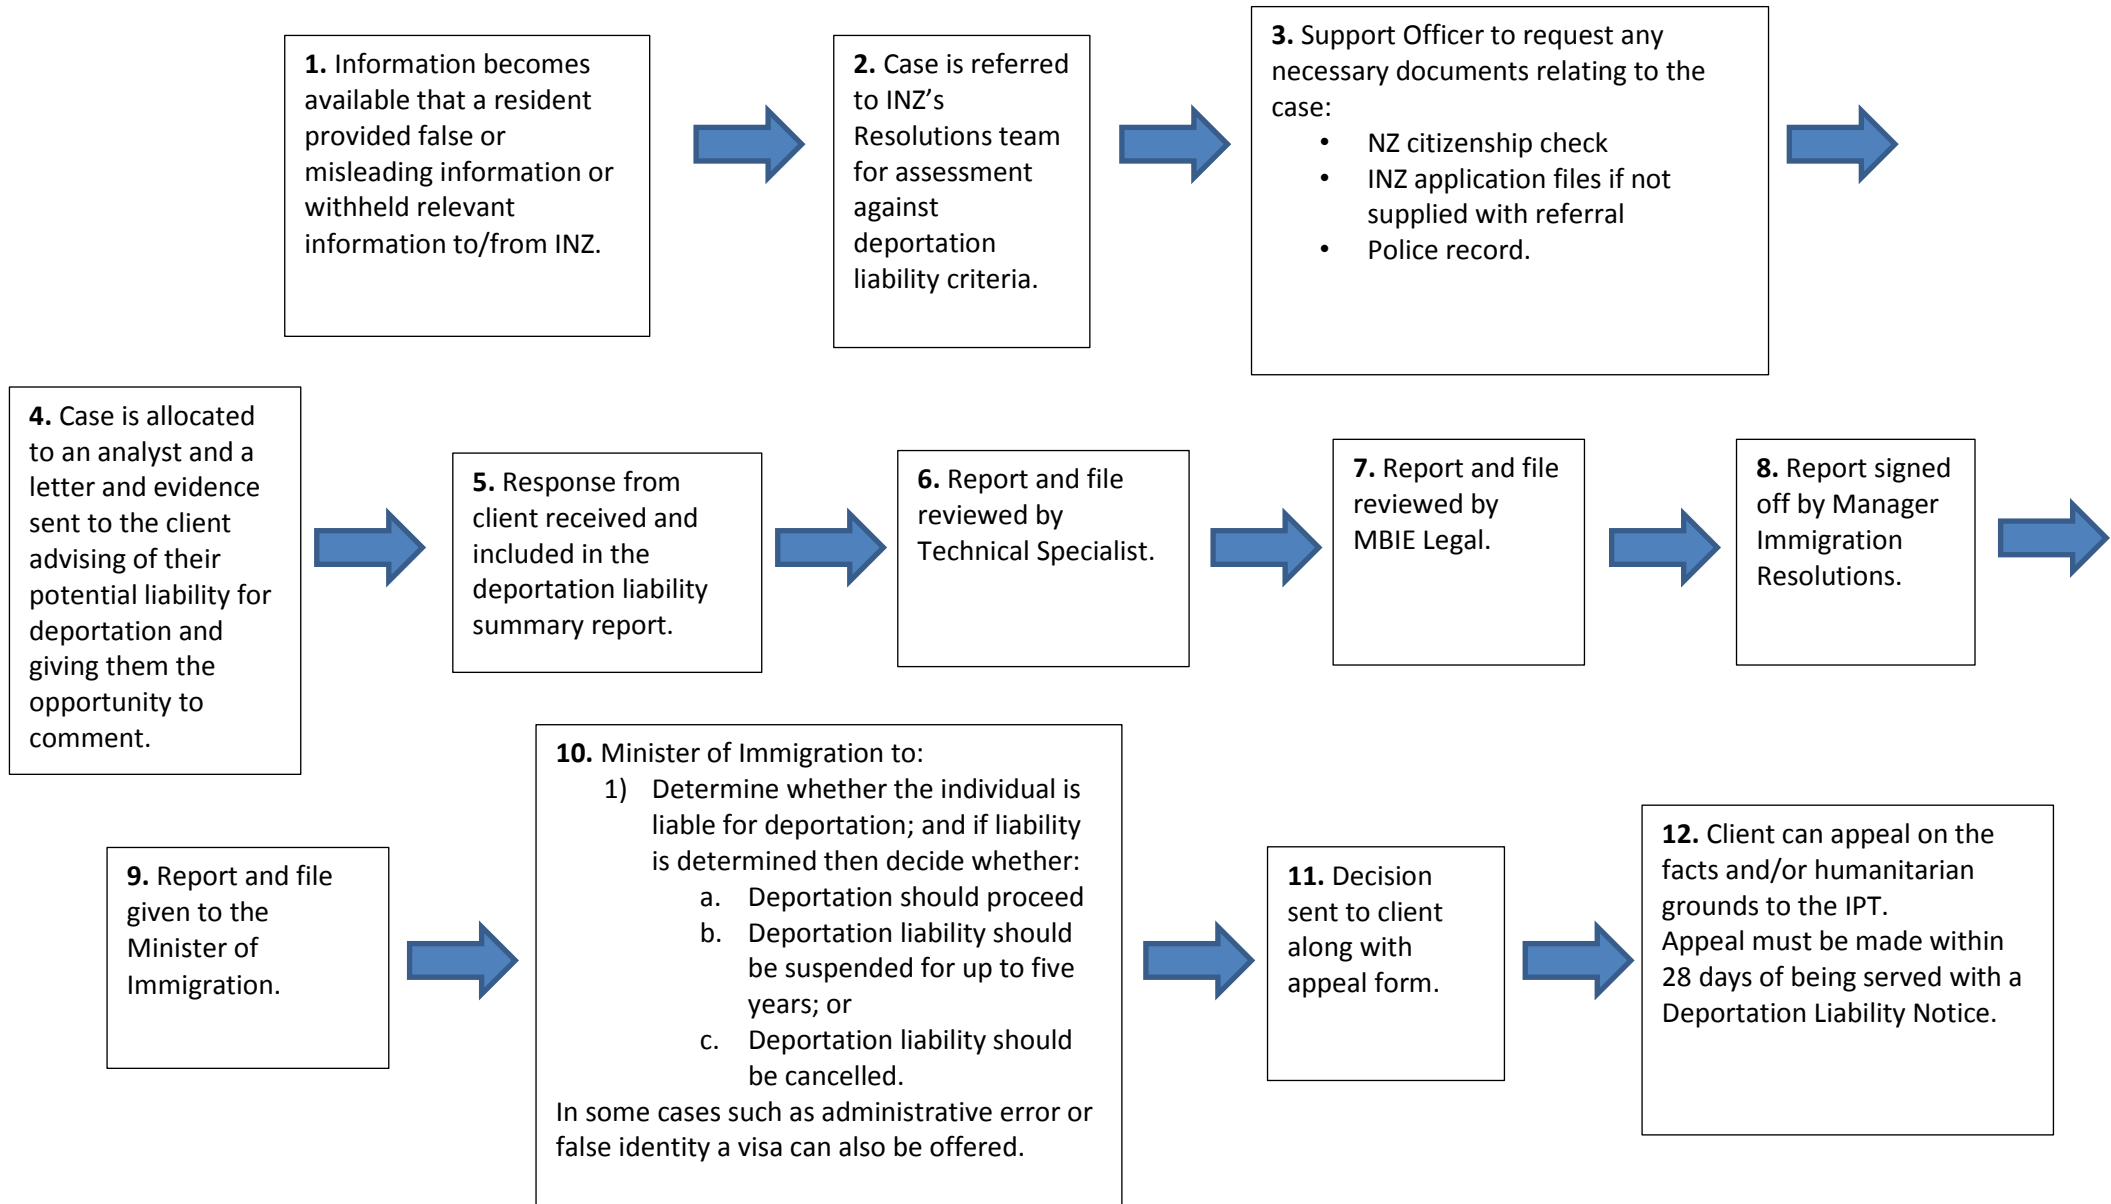 1. Information becomes
available that a resident
provided false or
misleading information or
withheld relevant
information to/from INZ.
2. Case is referred
to INZ’s
Resolutions team
for assessment
against
deportation
liability criteria.
3. Support Officer to request any
necessary documents relating to the
case:
• NZ citizenship check
• INZ application files if not
supplied with referral
• Police record.
4. Case is allocated
to an analyst and a
letter and evidence
sent to the client
advising of their
potential liability for
deportation and
giving them the
opportunity to
comment.
5. Response from
client received and
included in the
deportation liability
summary report.
6. Report and file
reviewed by
Technical Specialist.
7. Report and file
reviewed by
MBIE Legal.
8. Report signed
off by Manager
Immigration
Resolutions.
9. Report and file
given to the
Minister of
Immigration.
10. Minister of Immigration to:
1) Determine whether the individual is
liable for deportation; and if liability
is determined then decide whether:
a. Deportation should proceed
b. Deportation liability should
be suspended for up to five
years; or
c. Deportation liability should
be cancelled.
In some cases such as administrative error or
false identity a visa can also be offered.
11. Decision
sent to client
along with
appeal form.
12. Client can appeal on the
facts and/or humanitarian
grounds to the IPT.
Appeal must be made within
28 days of being served with a
Deportation Liability Notice.